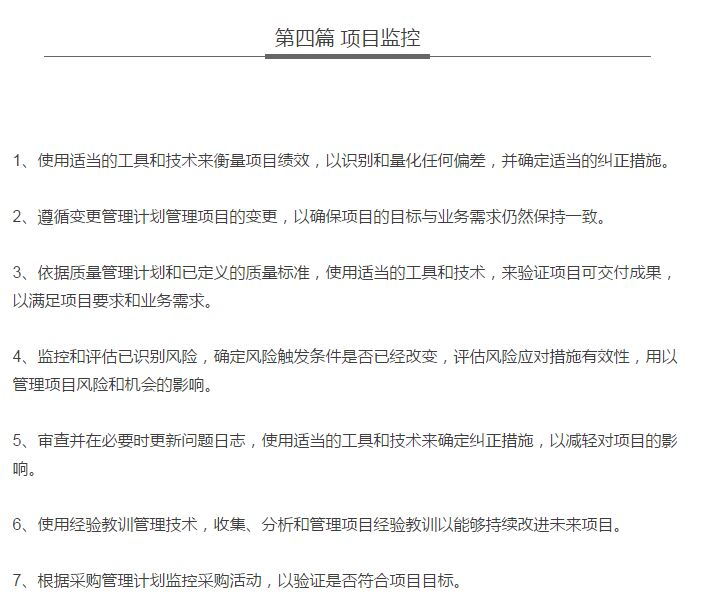 第四篇 项目监控
1、使用适当的工具和技术来衡量项目绩效，以识别和量化任何偏差，并确定适当的纠正措施。
2、遵循变更管理计划管理项目的变更，以确保项目的目标与业务需求仍然保持一致。
3、依据质量管理计划和已定义的质量标准，使用适当的工具和技术，来验证项目可交付成果，
以满足项目要求和业务需求。
4、监控和评估已识别风险，确定风险触发条件是否已经改变，评估风险应对措施有效性，用以
管理项目风险和机会的影响。
5、审查并在必要时更新问题日志，使用适当的工具和技术来确定纠正措施，以减轻对项目的影
响。
6、使用经验教训管理技术，收集、分析和管理项目经验教训以能够持续改进未来项目。
7、根据采购管理计划监控采购活动，以验证是否符合项目目标。